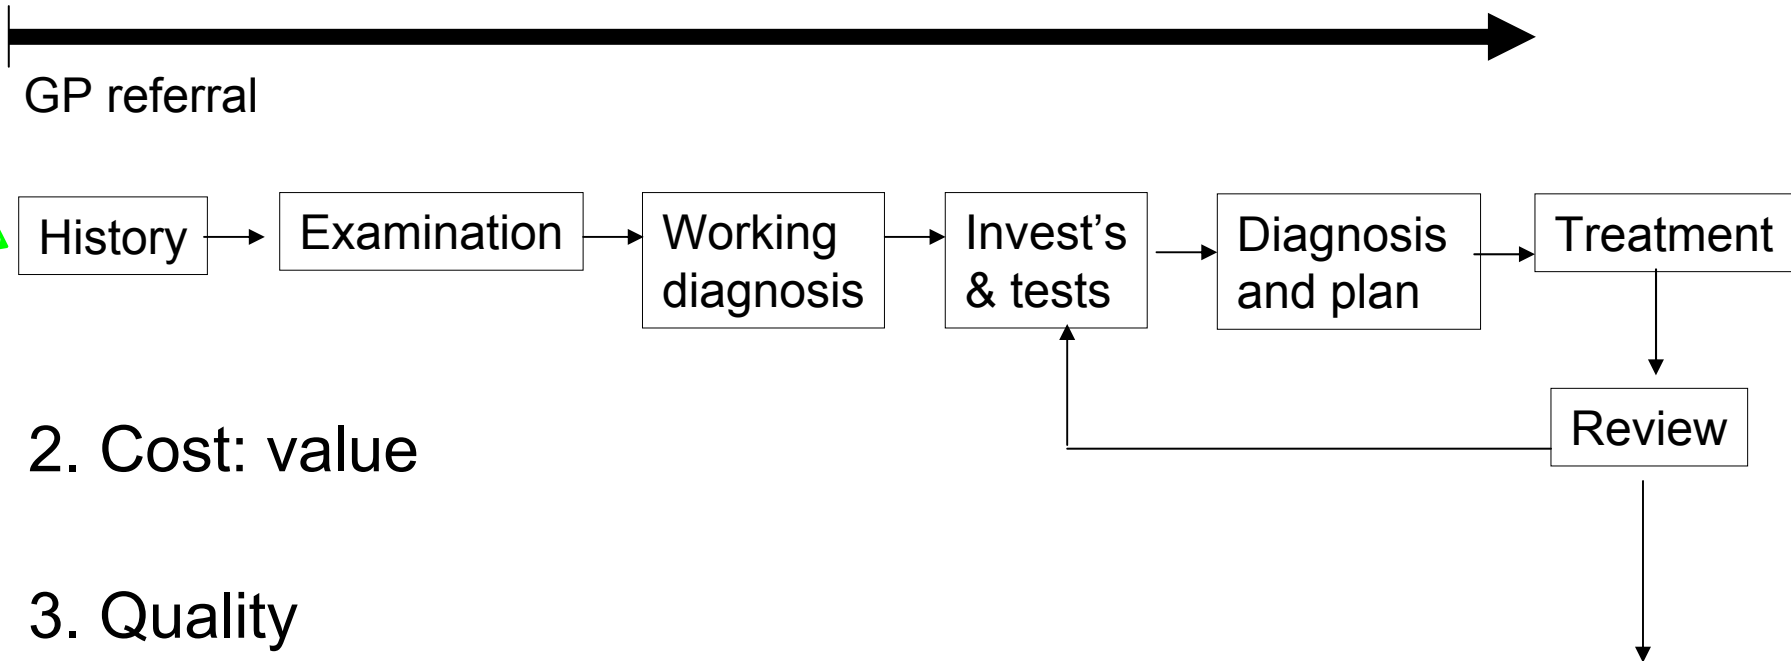 GP referral
History
Examination
Working
diagnosis
Invest’s
& tests
Diagnosis
and plan
Treatment
Review
2. Cost: value
3. Quality